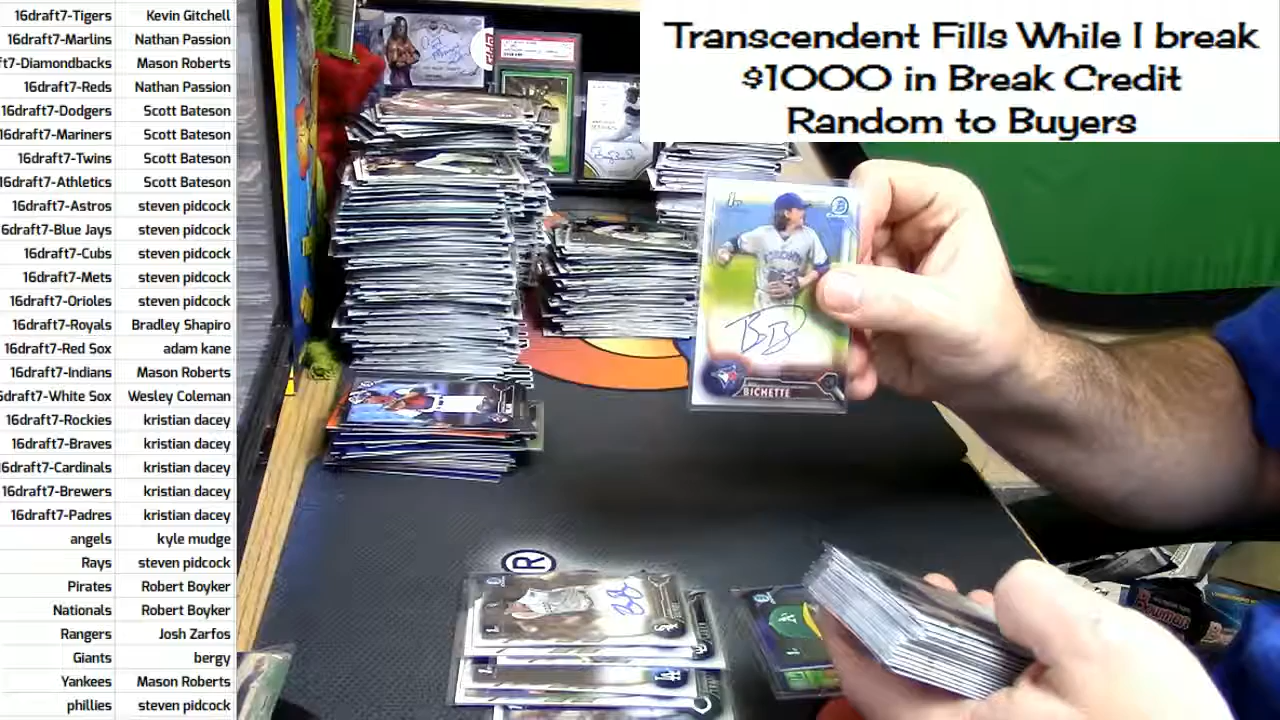 16draft7-Tigers Kevin Gitchell
16draft7-Marlins Nathan Passion
ft7-Diamondbacks Mason Roberts
16draft7-Reds Nathan Passion
16draft7-Dodgers Scott Bateson
16draft7-Mariners Scott Bateson
16draft7-Twins Scott Bateson
16draft7-Athletics Scott Bateson
16draft7-Astros steven pidcock
16draft7-Blue Jays steven pidcock
16draft7-Cubs steven pidcock
16draft7-Mets steven pidcock
16draft7-Orioles steven pidcock
16draft7-Royals Bradley Shapiro
16draft7-Red Sox adam kane
16draft7-Indians Mason Roberts
6draft7-White Sox Wesley Coleman
16draft7-Rockies kristian dacey
16draft7-Braves kristian dacey
16draft7-Cardinals kristian dacey
16draft7-Brewers kristian dacey
16draft7-Padres kristian dacey
angels kyle mudge
Rays steven pidcock
Pirates Robert Boyker
Nationals Robert Boyker
Rangers Josh Zarfos
Giants bergy
Yankees Mason Roberts
phillies steven pidcock
Transcendent Fills While I break
$1000 in Break Credit
Random to Buyers
TORONTO
BICHETTE
R
Bowman